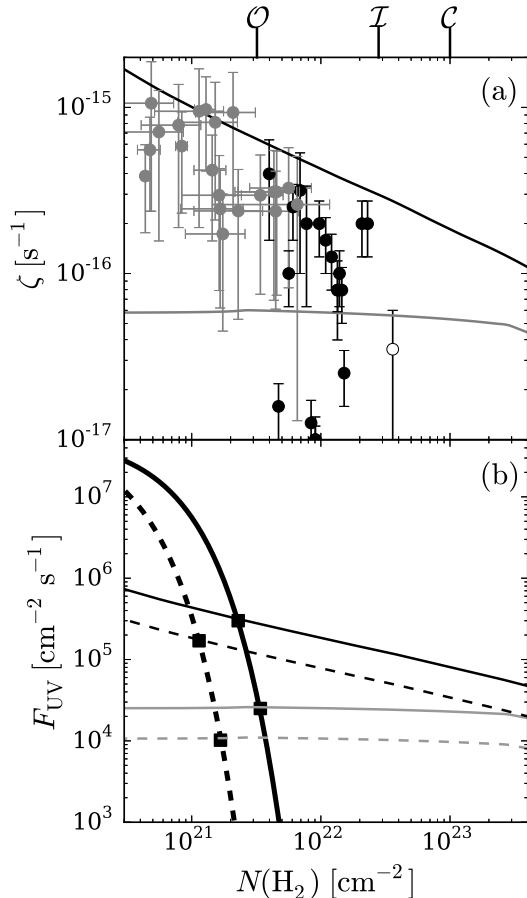 𝒪 ℐ 𝒞
(a)
10⁻¹⁵
10⁻¹⁶
10⁻¹⁷
ζ [s⁻¹]
(b)
10⁷
10⁶
10⁵
10⁴
10³
F_UV [cm⁻² s⁻¹]
10²¹ 10²² 10²³
N(H₂) [cm⁻²]